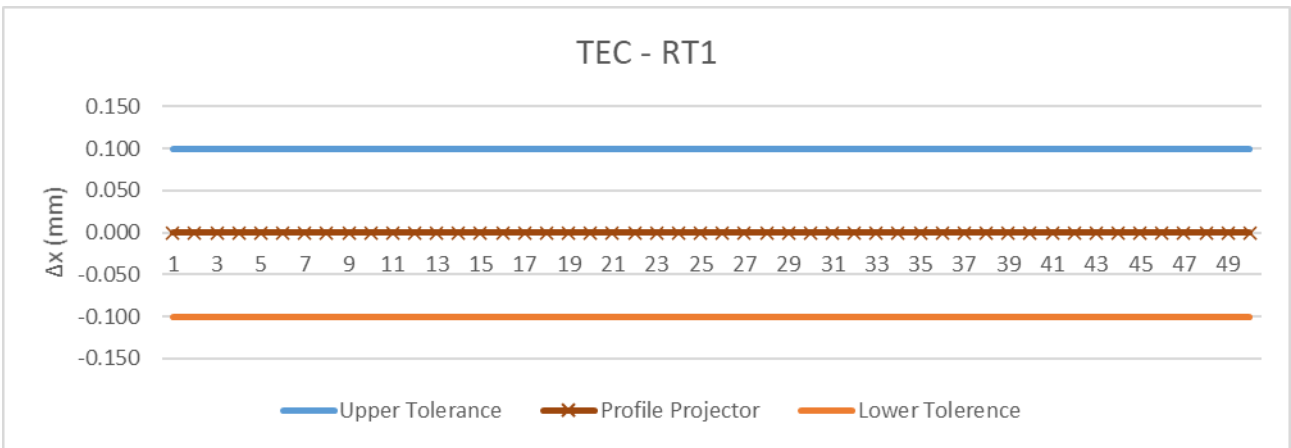 TEC - RT1
Δx (mm)
0.150
0.100
0.050
0.000
-0.050
-0.100
-0.150
1 3 5 7 9 11 13 15 17 19 21 23 25 27 29 31 33 35 37 39 41 43 45 47 49
Upper Tolerance Profile Projector Lower Tolerence